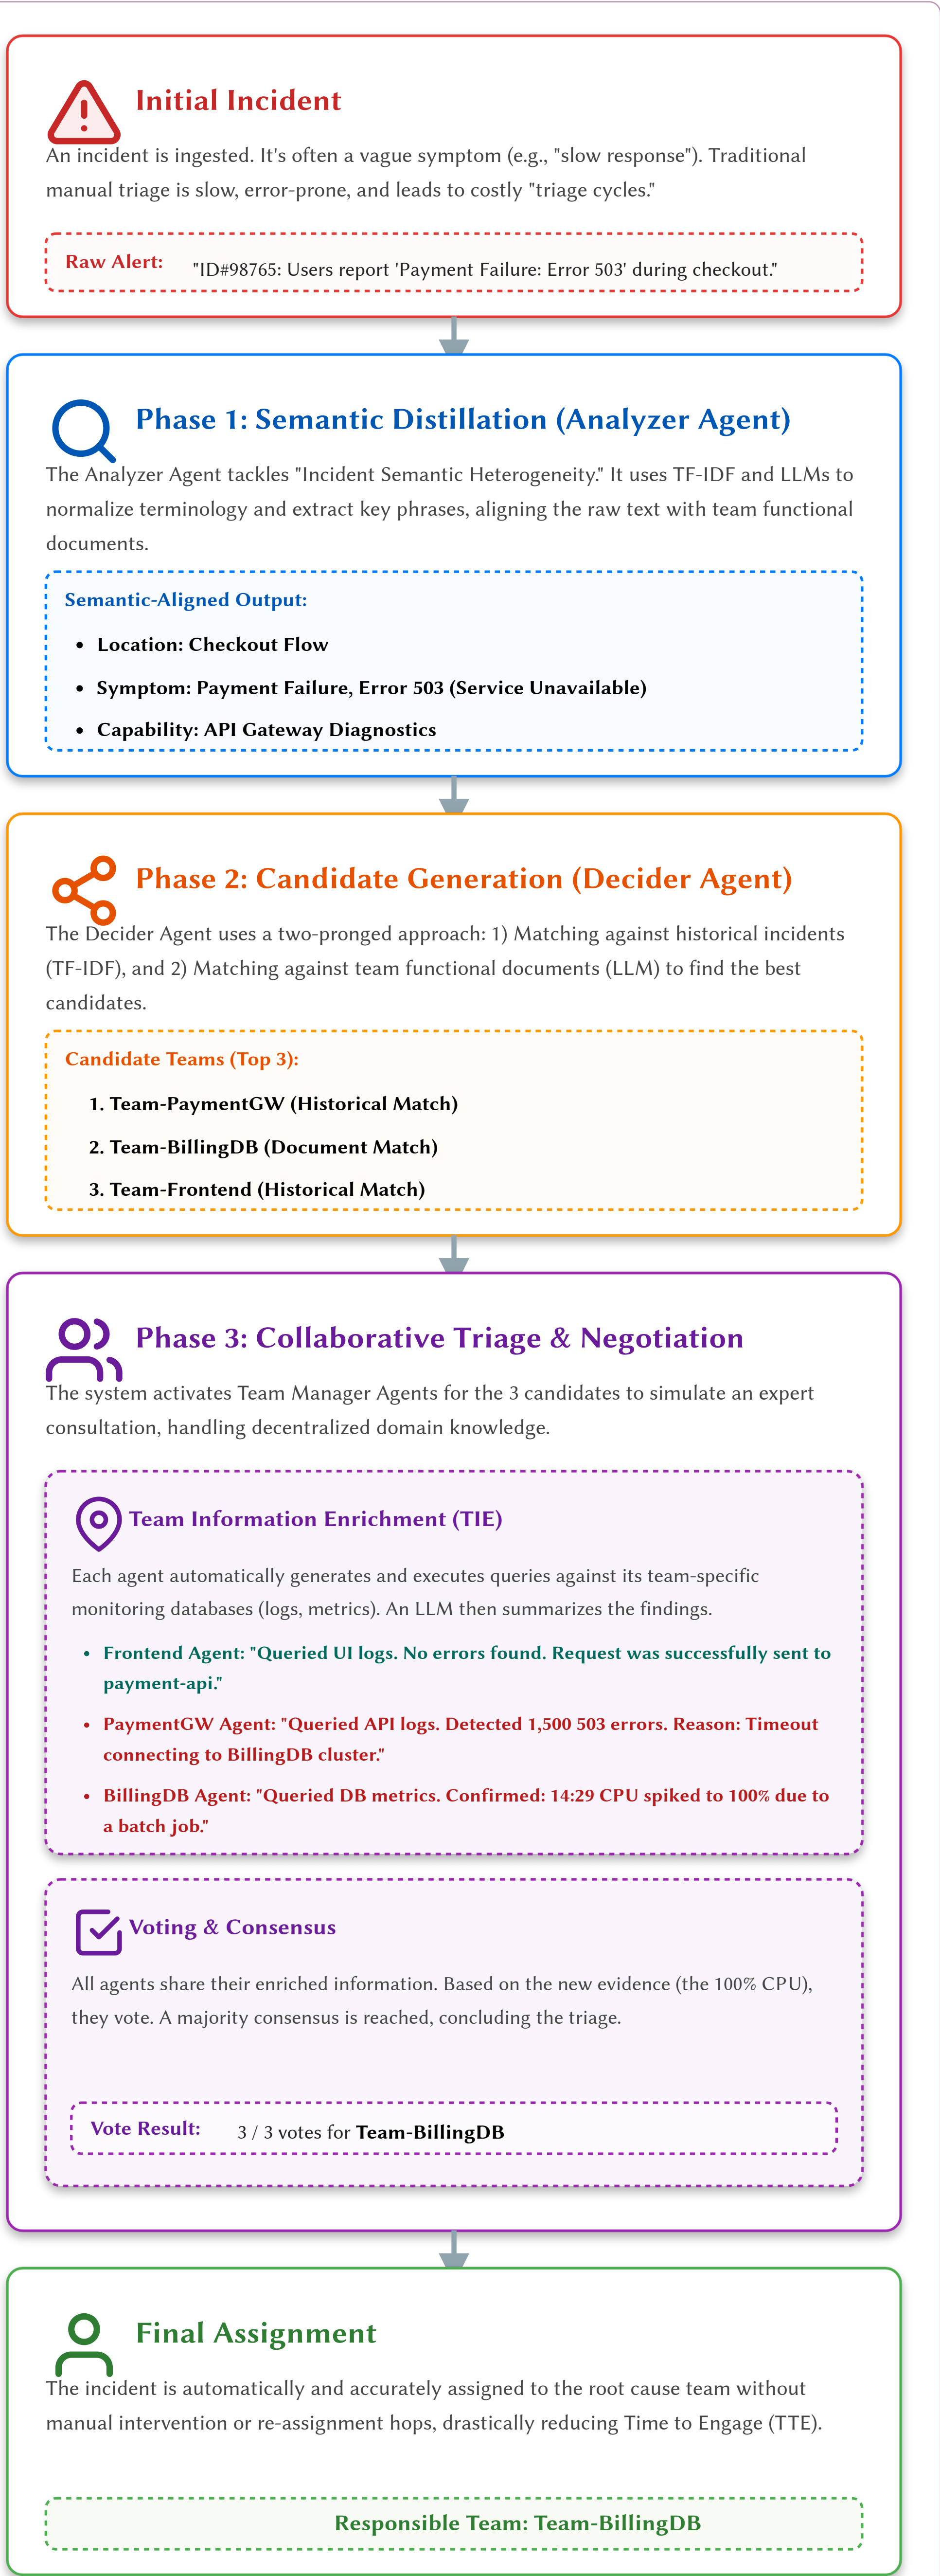 Initial Incident
An incident is ingested. It's often a vague symptom (e.g., "slow response"). Traditional
manual triage is slow, error-prone, and leads to costly "triage cycles."
Raw Alert: "ID#98765: Users report 'Payment Failure: Error 503' during checkout."
Phase 1: Semantic Distillation (Analyzer Agent)
The Analyzer Agent tackles "Incident Semantic Heterogeneity." It uses TF-IDF and LLMs to
normalize terminology and extract key phrases, aligning the raw text with team functional
documents.
Semantic-Aligned Output:
• Location: Checkout Flow
• Symptom: Payment Failure, Error 503 (Service Unavailable)
• Capability: API Gateway Diagnostics
Phase 2: Candidate Generation (Decider Agent)
The Decider Agent uses a two-pronged approach: 1) Matching against historical incidents
(TF-IDF), and 2) Matching against team functional documents (LLM) to find the best
candidates.
Candidate Teams (Top 3):
1. Team-PaymentGW (Historical Match)
2. Team-BillingDB (Document Match)
3. Team-Frontend (Historical Match)
Phase 3: Collaborative Triage & Negotiation
The system activates Team Manager Agents for the 3 candidates to simulate an expert
consultation, handling decentralized domain knowledge.
Team Information Enrichment (TIE)
Each agent automatically generates and executes queries against its team-specific
monitoring databases (logs, metrics). An LLM then summarizes the findings.
• Frontend Agent: "Queried UI logs. No errors found. Request was successfully sent to
payment-api."
• PaymentGW Agent: "Queried API logs. Detected 1,500 503 errors. Reason: Timeout
connecting to BillingDB cluster."
• BillingDB Agent: "Queried DB metrics. Confirmed: 14:29 CPU spiked to 100% due to
a batch job."
Voting & Consensus
All agents share their enriched information. Based on the new evidence (the 100% CPU),
they vote. A majority consensus is reached, concluding the triage.
Vote Result: 3 / 3 votes for Team-BillingDB
Final Assignment
The incident is automatically and accurately assigned to the root cause team without
manual intervention or re-assignment hops, drastically reducing Time to Engage (TTE).
Responsible Team: Team-BillingDB